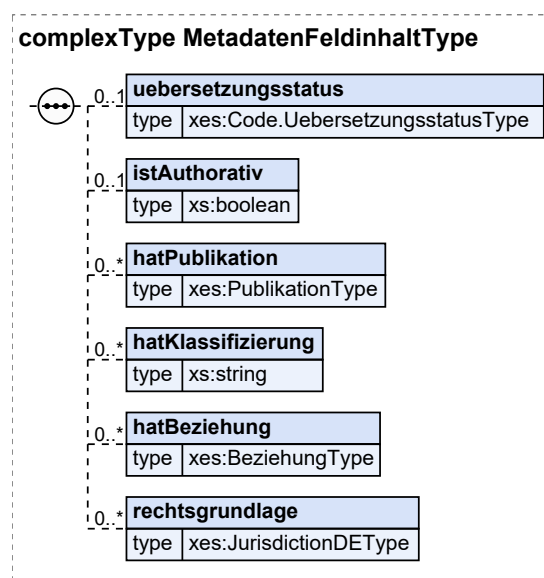 complexType MetadatenFeldinhaltType
0..1 uebersetzungsstatus
type xes:Code.UebersetzungsstatusType
0..1 istAuthorativ
type xs:boolean
0..* hatPublikation
type xes:PublikationType
0..* hatKlassifizierung
type xs:string
0..* hatBeziehung
type xes:BeziehungType
0..* rechtsgrundlage
type xes:JurisdictionDEType